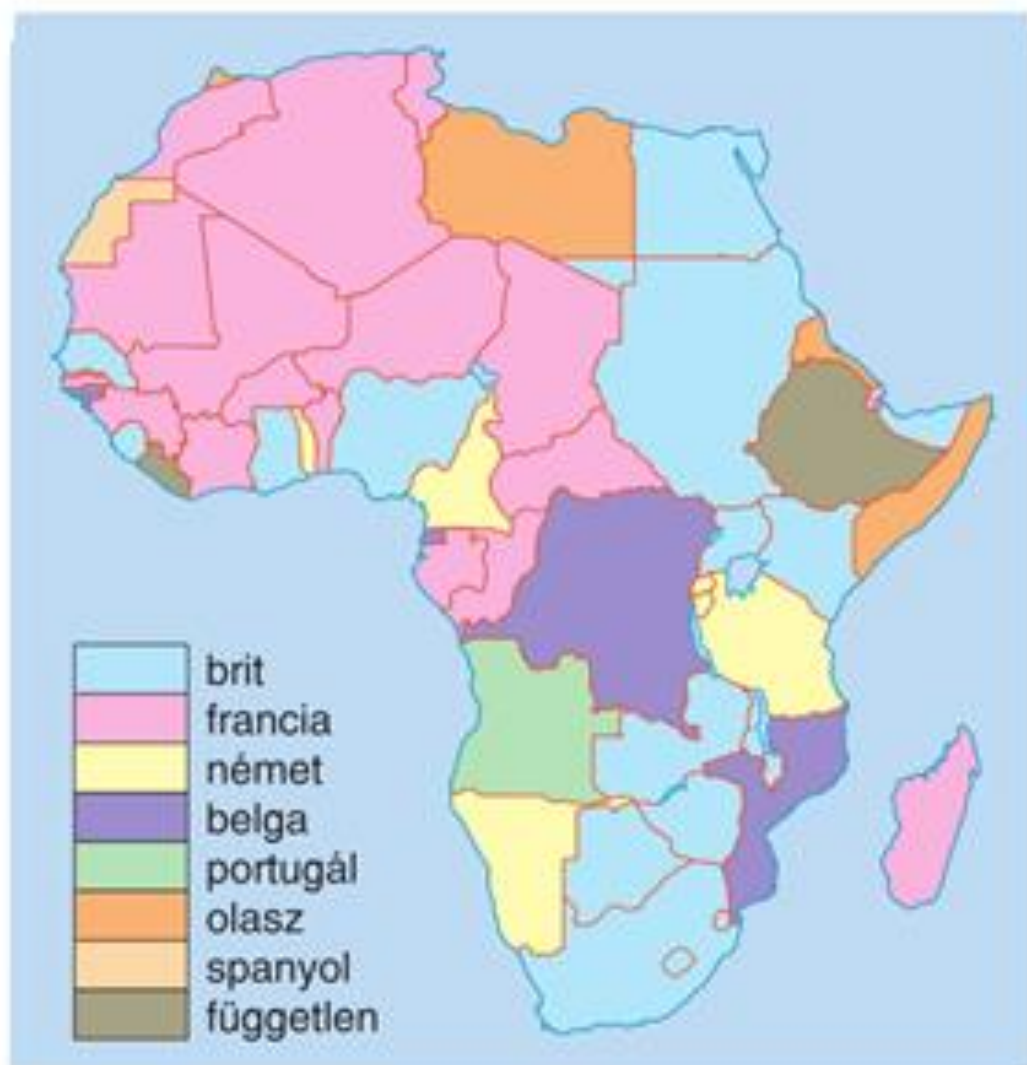 brit
francia
német
belga
portugál
olasz
spanyol
független